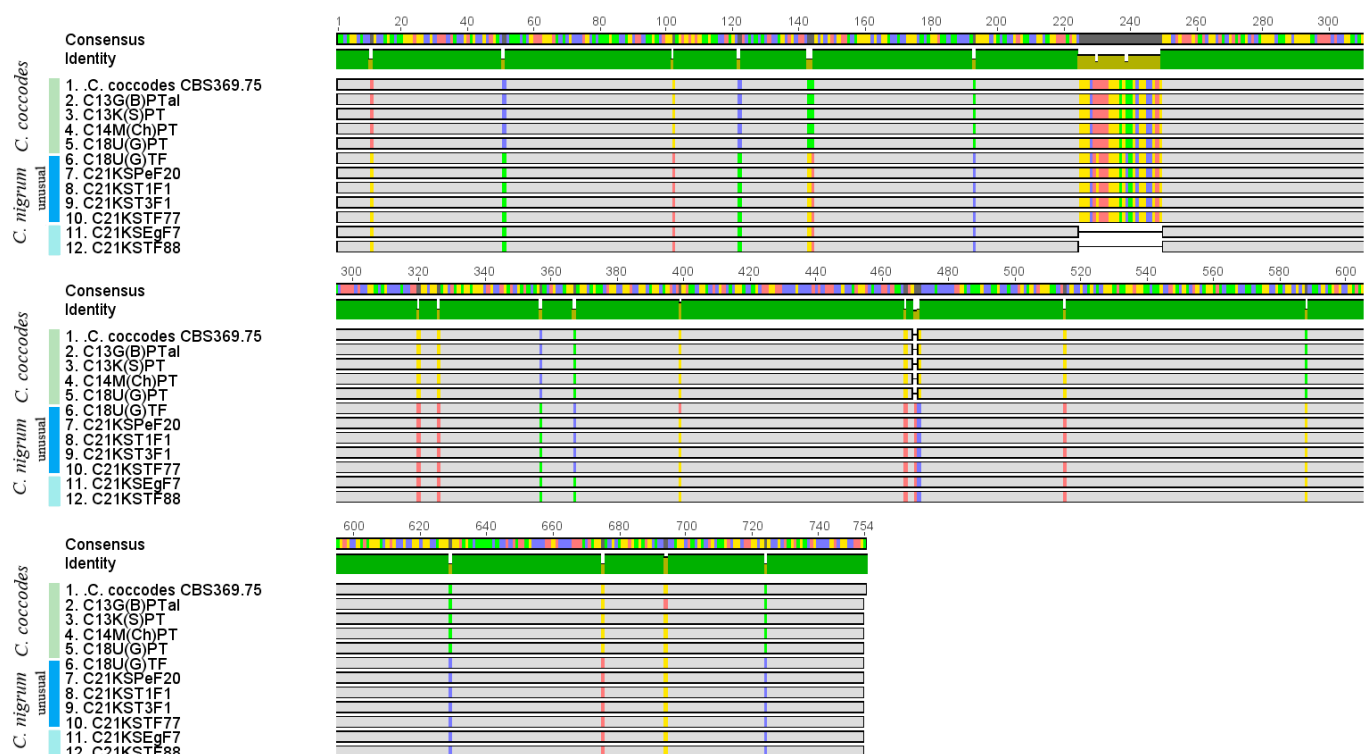 1 20 40 60 80 100 120 140 160 180 200 220 240 260 280 300
Consensus
Identity
C. coccodes
C. nigrum
unusual
1. .C. coccodes CBS369.75
2. C13G(B)PTal
3. C13K(S)PT
4. C14M(Ch)PT
5. C18U(G)PT
6. C18U(G)TF
7. C21KSPeF20
8. C21KST1F1
9. C21KST3F1
10. C21KSTF77
11. C21KSEgF7
12. C21KSTF88
300 320 340 360 380 400 420 440 460 480 500 520 540 560 580 600
Consensus
Identity
C. coccodes
C. nigrum
unusual
1. .C. coccodes CBS369.75
2. C13G(B)PTal
3. C13K(S)PT
4. C14M(Ch)PT
5. C18U(G)PT
6. C18U(G)TF
7. C21KSPeF20
8. C21KST1F1
9. C21KST3F1
10. C21KSTF77
11. C21KSEgF7
12. C21KSTF88
600 620 640 660 680 700 720 740 754
Consensus
Identity
C. coccodes
C. nigrum
unusual
1. .C. coccodes CBS369.75
2. C13G(B)PTal
3. C13K(S)PT
4. C14M(Ch)PT
5. C18U(G)PT
6. C18U(G)TF
7. C21KSPeF20
8. C21KST1F1
9. C21KST3F1
10. C21KSTF77
11. C21KSEgF7
12. C21KSTF88